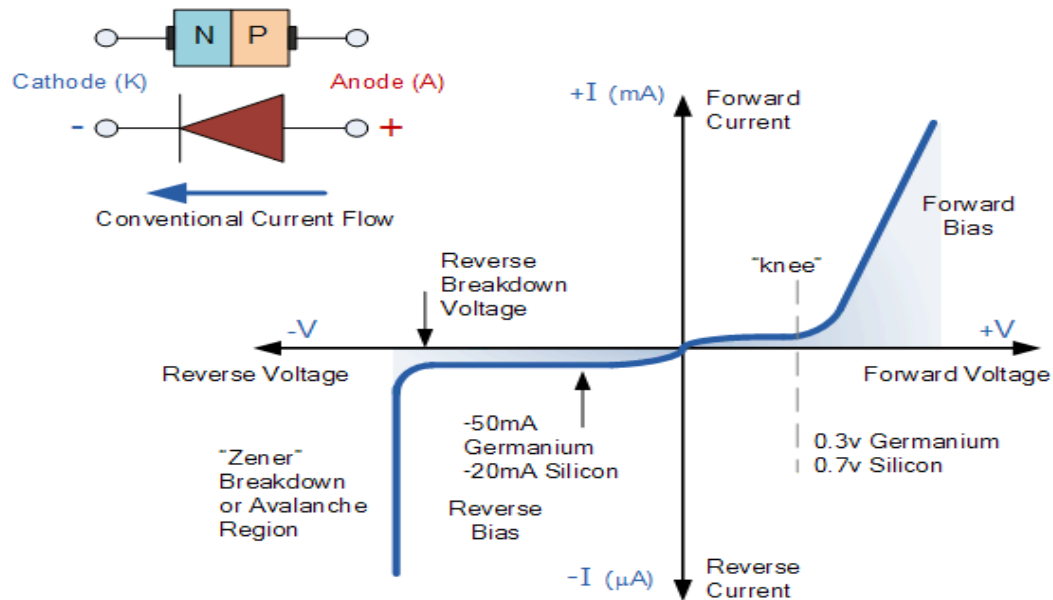 N P
Cathode (K)
Anode (A)
- +
Conventional Current Flow
+I (mA)
Forward
Current
Forward
Bias
"knee"
Reverse
Breakdown
Voltage
-V
+V
Reverse Voltage
Forward Voltage
-50mA
Germanium
-20mA Silicon
0.3v Germanium
0.7v Silicon
"Zener"
Breakdown
or Avalanche
Region
Reverse
Bias
-I (µA)
Reverse
Current